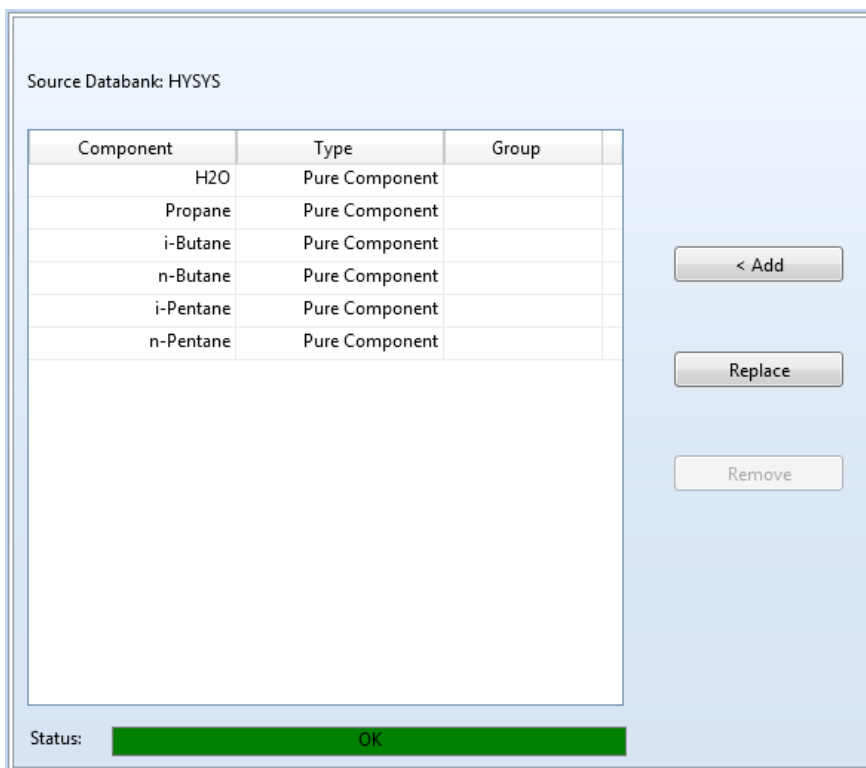 Source Databank: HYSYS
Component Type Group
H2O Pure Component
Propane Pure Component
i-Butane Pure Component
n-Butane Pure Component
i-Pentane Pure Component
n-Pentane Pure Component
< Add
Replace
Remove
Status: OK